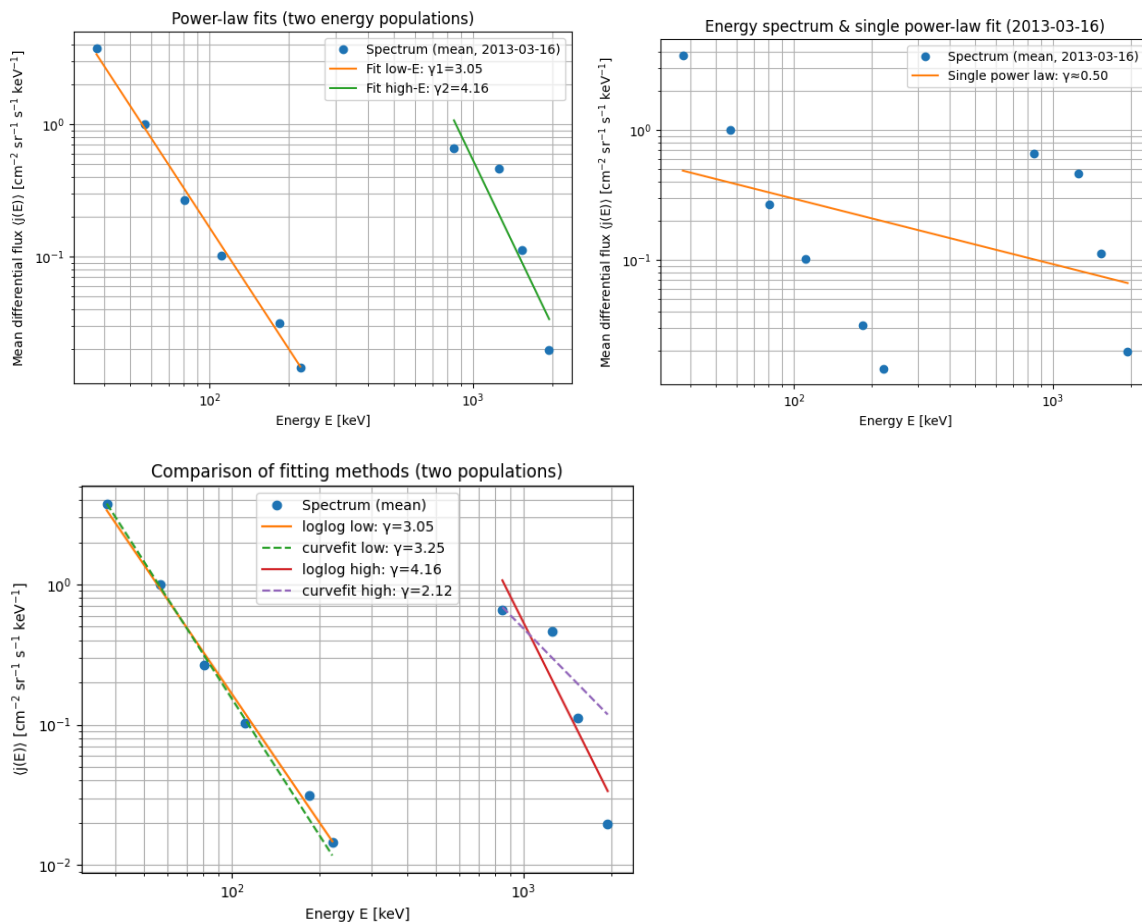 Power-law fits (two energy populations)
Mean differential flux ⟨j(E)⟩ [cm⁻² sr⁻¹ s⁻¹ keV⁻¹]
10⁰
10⁻¹
Spectrum (mean, 2013-03-16)
Fit low-E: γ1=3.05
Fit high-E: γ2=4.16
10²
10³
Energy E [keV]
Energy spectrum & single power-law fit (2013-03-16)
Mean differential flux ⟨j(E)⟩ [cm⁻² sr⁻¹ s⁻¹ keV⁻¹]
10⁰
10⁻¹
Spectrum (mean, 2013-03-16)
Single power law: γ≈0.50
10²
10³
Energy E [keV]
Comparison of fitting methods (two populations)
⟨j(E)⟩ [cm⁻² sr⁻¹ s⁻¹ keV⁻¹]
10⁰
10⁻¹
10⁻²
Spectrum (mean)
loglog low: γ=3.05
curvefit low: γ=3.25
loglog high: γ=4.16
curvefit high: γ=2.12
10²
10³
Energy E [keV]